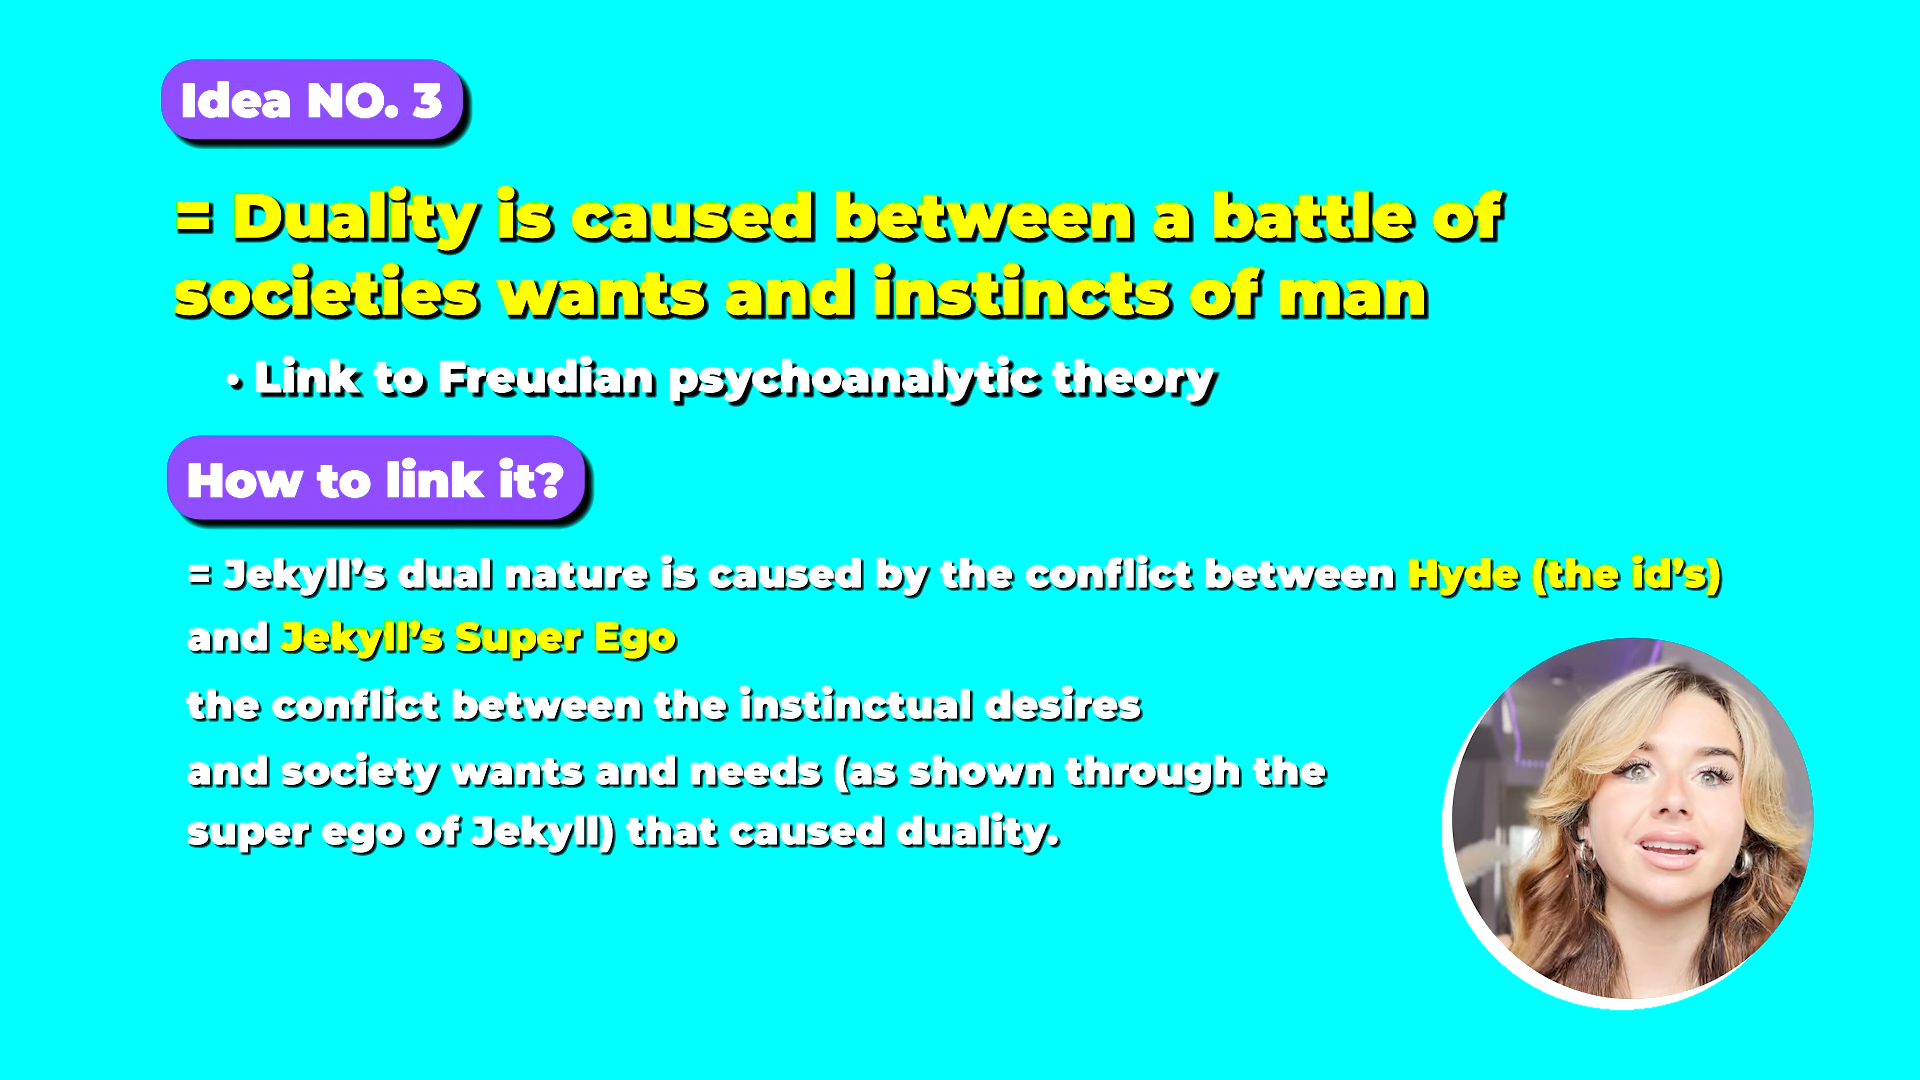 Idea NO. 3
= Duality is caused between a battle of
societies wants and instincts of man
• Link to Freudian psychoanalytic theory
How to link it?
= Jekyll’s dual nature is caused by the conflict between Hyde (the id’s)
and Jekyll’s Super Ego
the conflict between the instinctual desires
and society wants and needs (as shown through the
super ego of Jekyll) that caused duality.